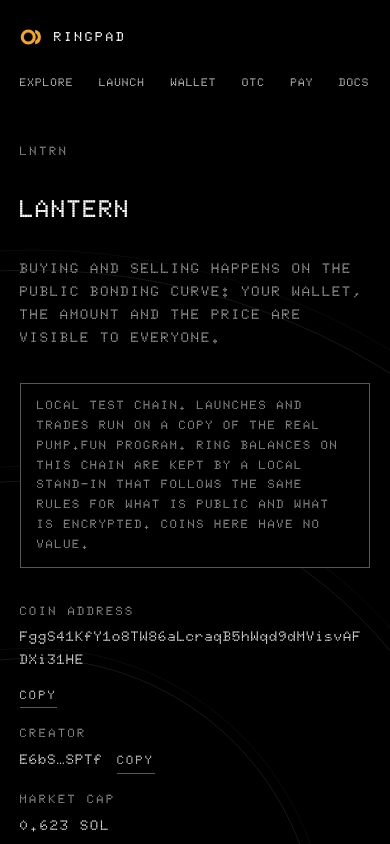 RINGPAD
EXPLORE LAUNCH WALLET OTC PAY DOCS
LNTRN
LANTERN
BUYING AND SELLING HAPPENS ON THE
PUBLIC BONDING CURVE: YOUR WALLET,
THE AMOUNT AND THE PRICE ARE
VISIBLE TO EVERYONE.
LOCAL TEST CHAIN. LAUNCHES AND
TRADES RUN ON A COPY OF THE REAL
PUMP.FUN PROGRAM. RING BALANCES ON
THIS CHAIN ARE KEPT BY A LOCAL
STAND-IN THAT FOLLOWS THE SAME
RULES FOR WHAT IS PUBLIC AND WHAT
IS ENCRYPTED. COINS HERE HAVE NO
VALUE.
COIN ADDRESS
FggS41KfY1o8TW86aLcraqB5hWqd9dMVisvAF
DXi31HE
COPY
CREATOR
E6bS…SPTf COPY
MARKET CAP
0.623 SOL